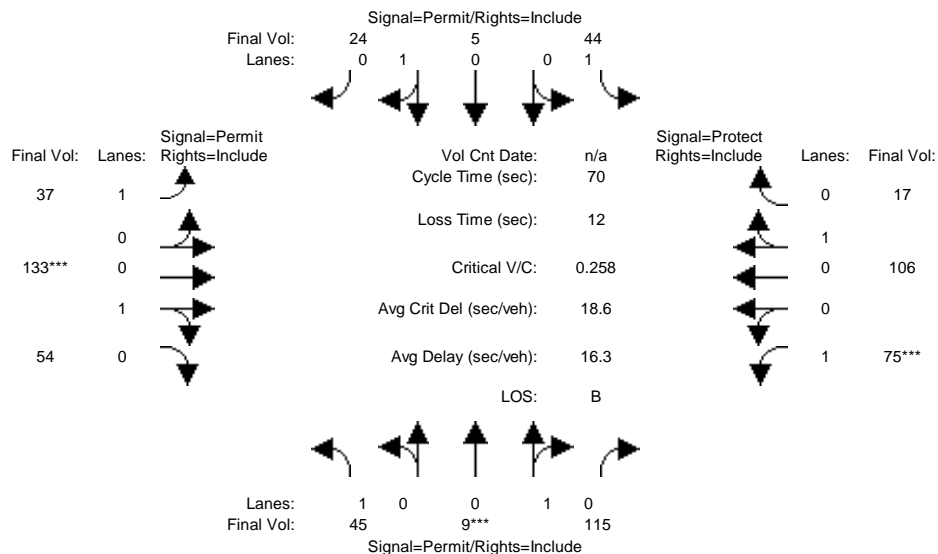 Signal=Permit/Rights=Include
Final Vol: 24 5 44
Lanes: 0 1 0 0 1
Signal=Permit
Final Vol: Lanes: Rights=Include
Vol Cnt Date: n/a
Signal=Protect
Rights=Include Lanes: Final Vol:
Cycle Time (sec): 70
37 1
0 17
Loss Time (sec): 12
0
1
133*** 0
Critical V/C: 0.258
0 106
1
Avg Crit Del (sec/veh): 18.6
0
54 0
Avg Delay (sec/veh): 16.3
1 75***
LOS: B
Lanes: 1 0 0 1 0
Final Vol: 45 9*** 115
Signal=Permit/Rights=Include